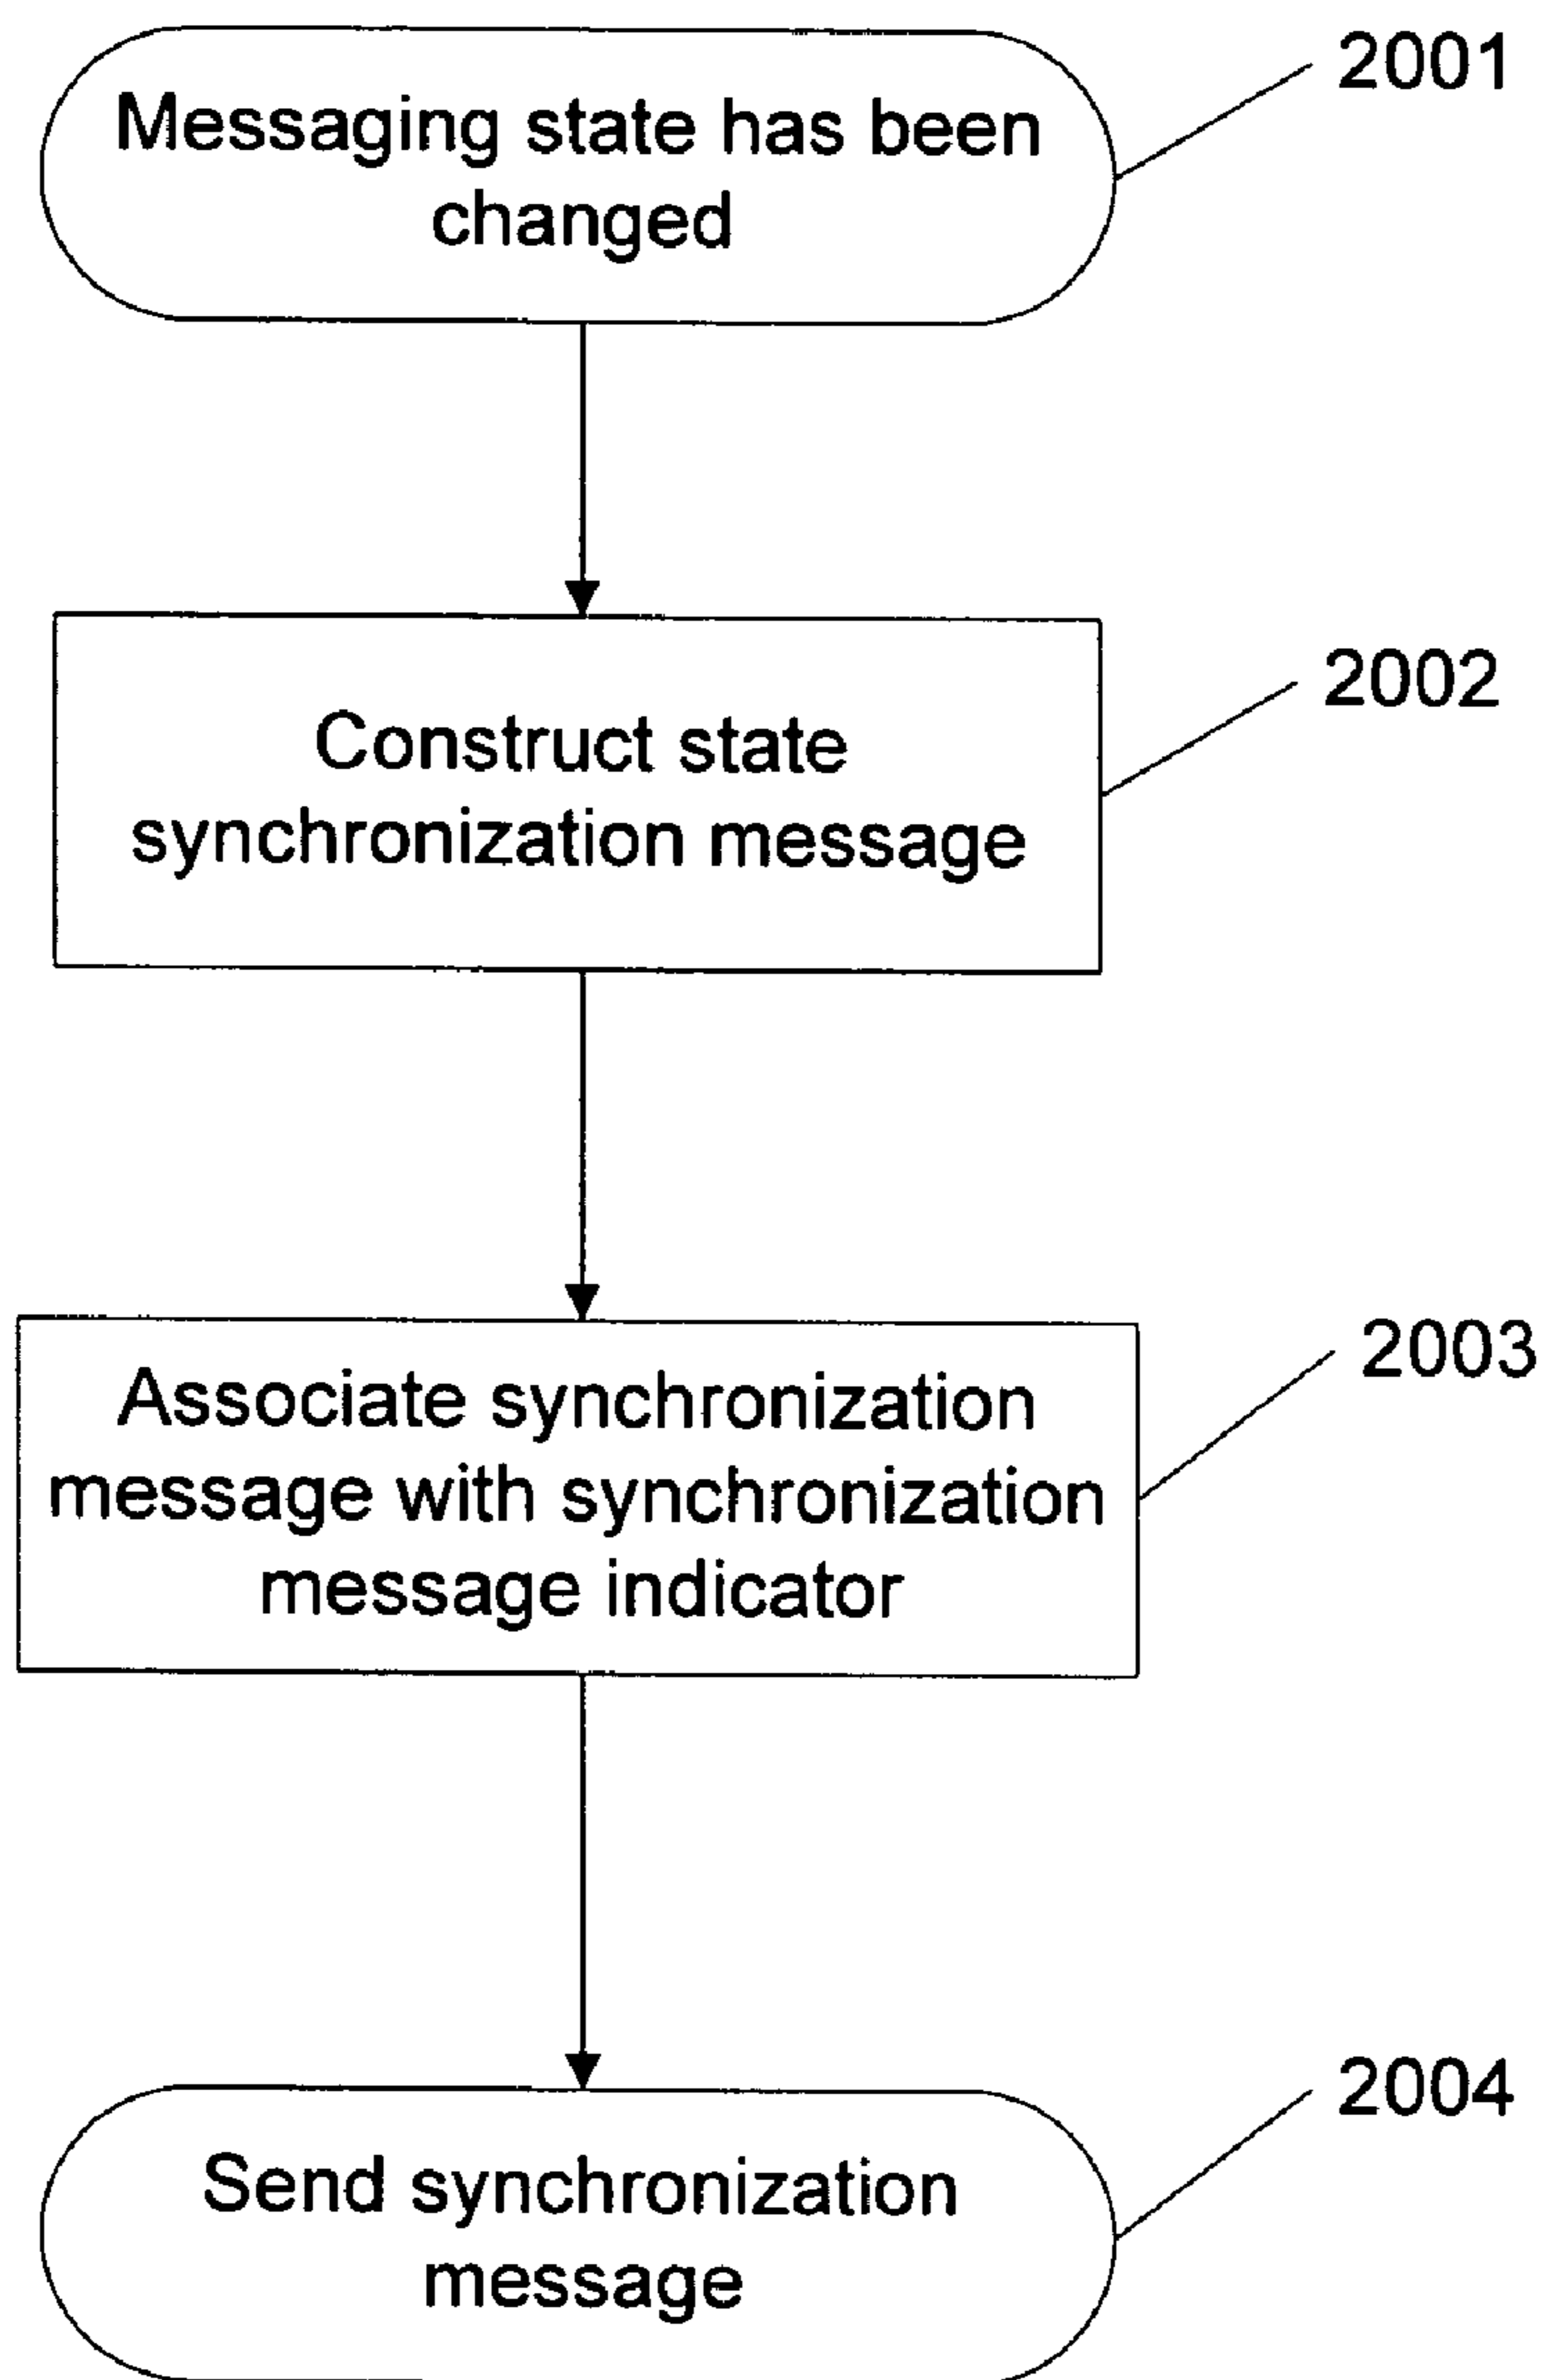 Messaging state has been
changed
2001
Construct state
synchronization message
2002
Associate synchronization
message with synchronization
message indicator
2003
Send synchronization
message
2004